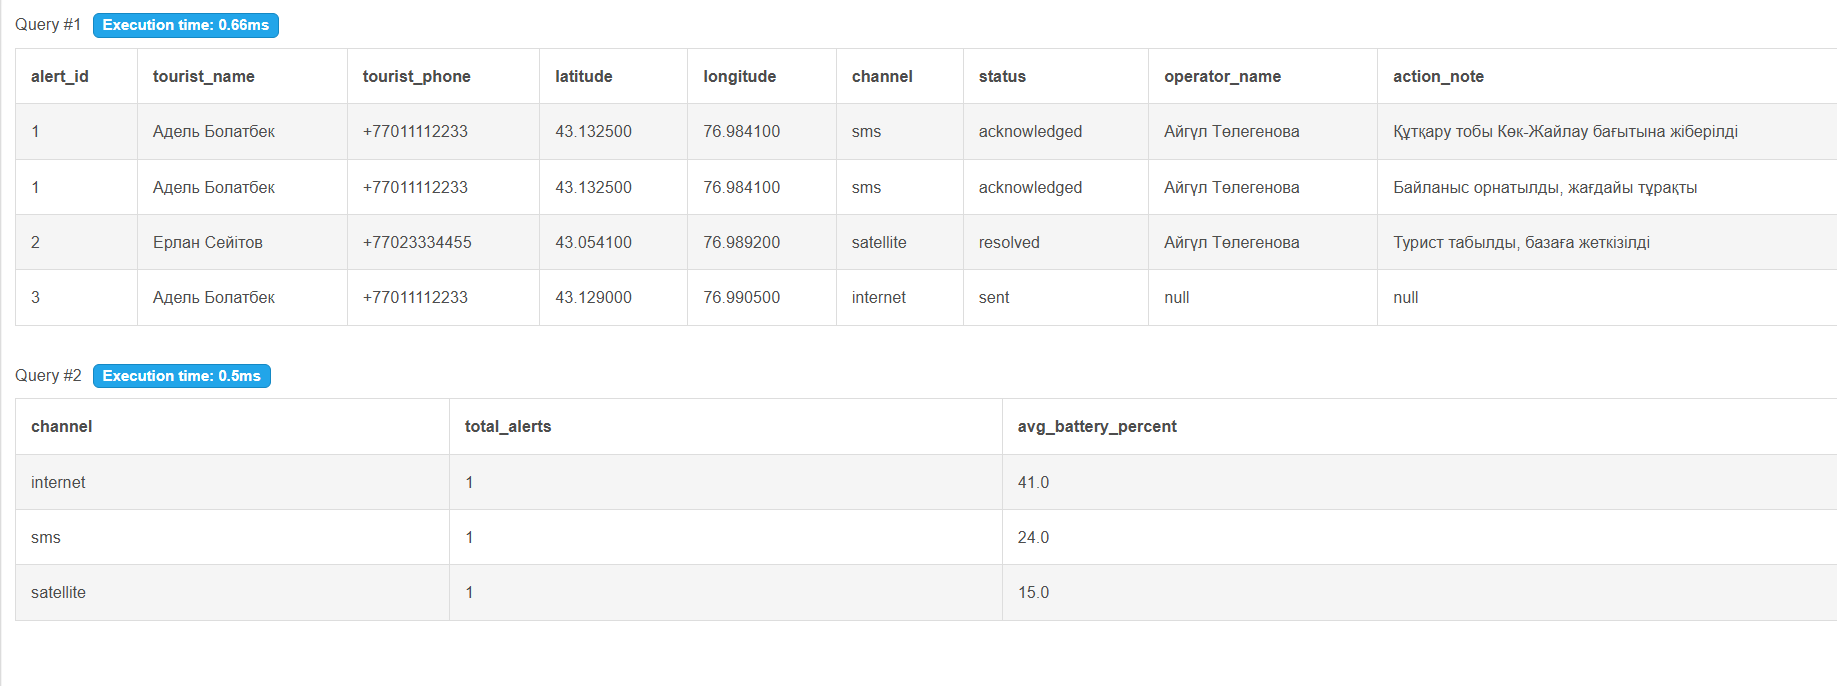 Query #1 Execution time: 0.66ms
alert_id tourist_name tourist_phone latitude longitude channel status operator_name action_note
1 Адель Болатбек +77011112233 43.132500 76.984100 sms acknowledged Айгүл Төлегенова Құтқару тобы Көк-Жайлау бағытына жіберілді
1 Адель Болатбек +77011112233 43.132500 76.984100 sms acknowledged Айгүл Төлегенова Байланыс орнатылды, жағдайы тұрақты
2 Ерлан Сейітов +77023334455 43.054100 76.989200 satellite resolved Айгүл Төлегенова Турист табылды, базаға жеткізілді
3 Адель Болатбек +77011112233 43.129000 76.990500 internet sent null null
Query #2 Execution time: 0.5ms
channel total_alerts avg_battery_percent
internet 1 41.0
sms 1 24.0
satellite 1 15.0